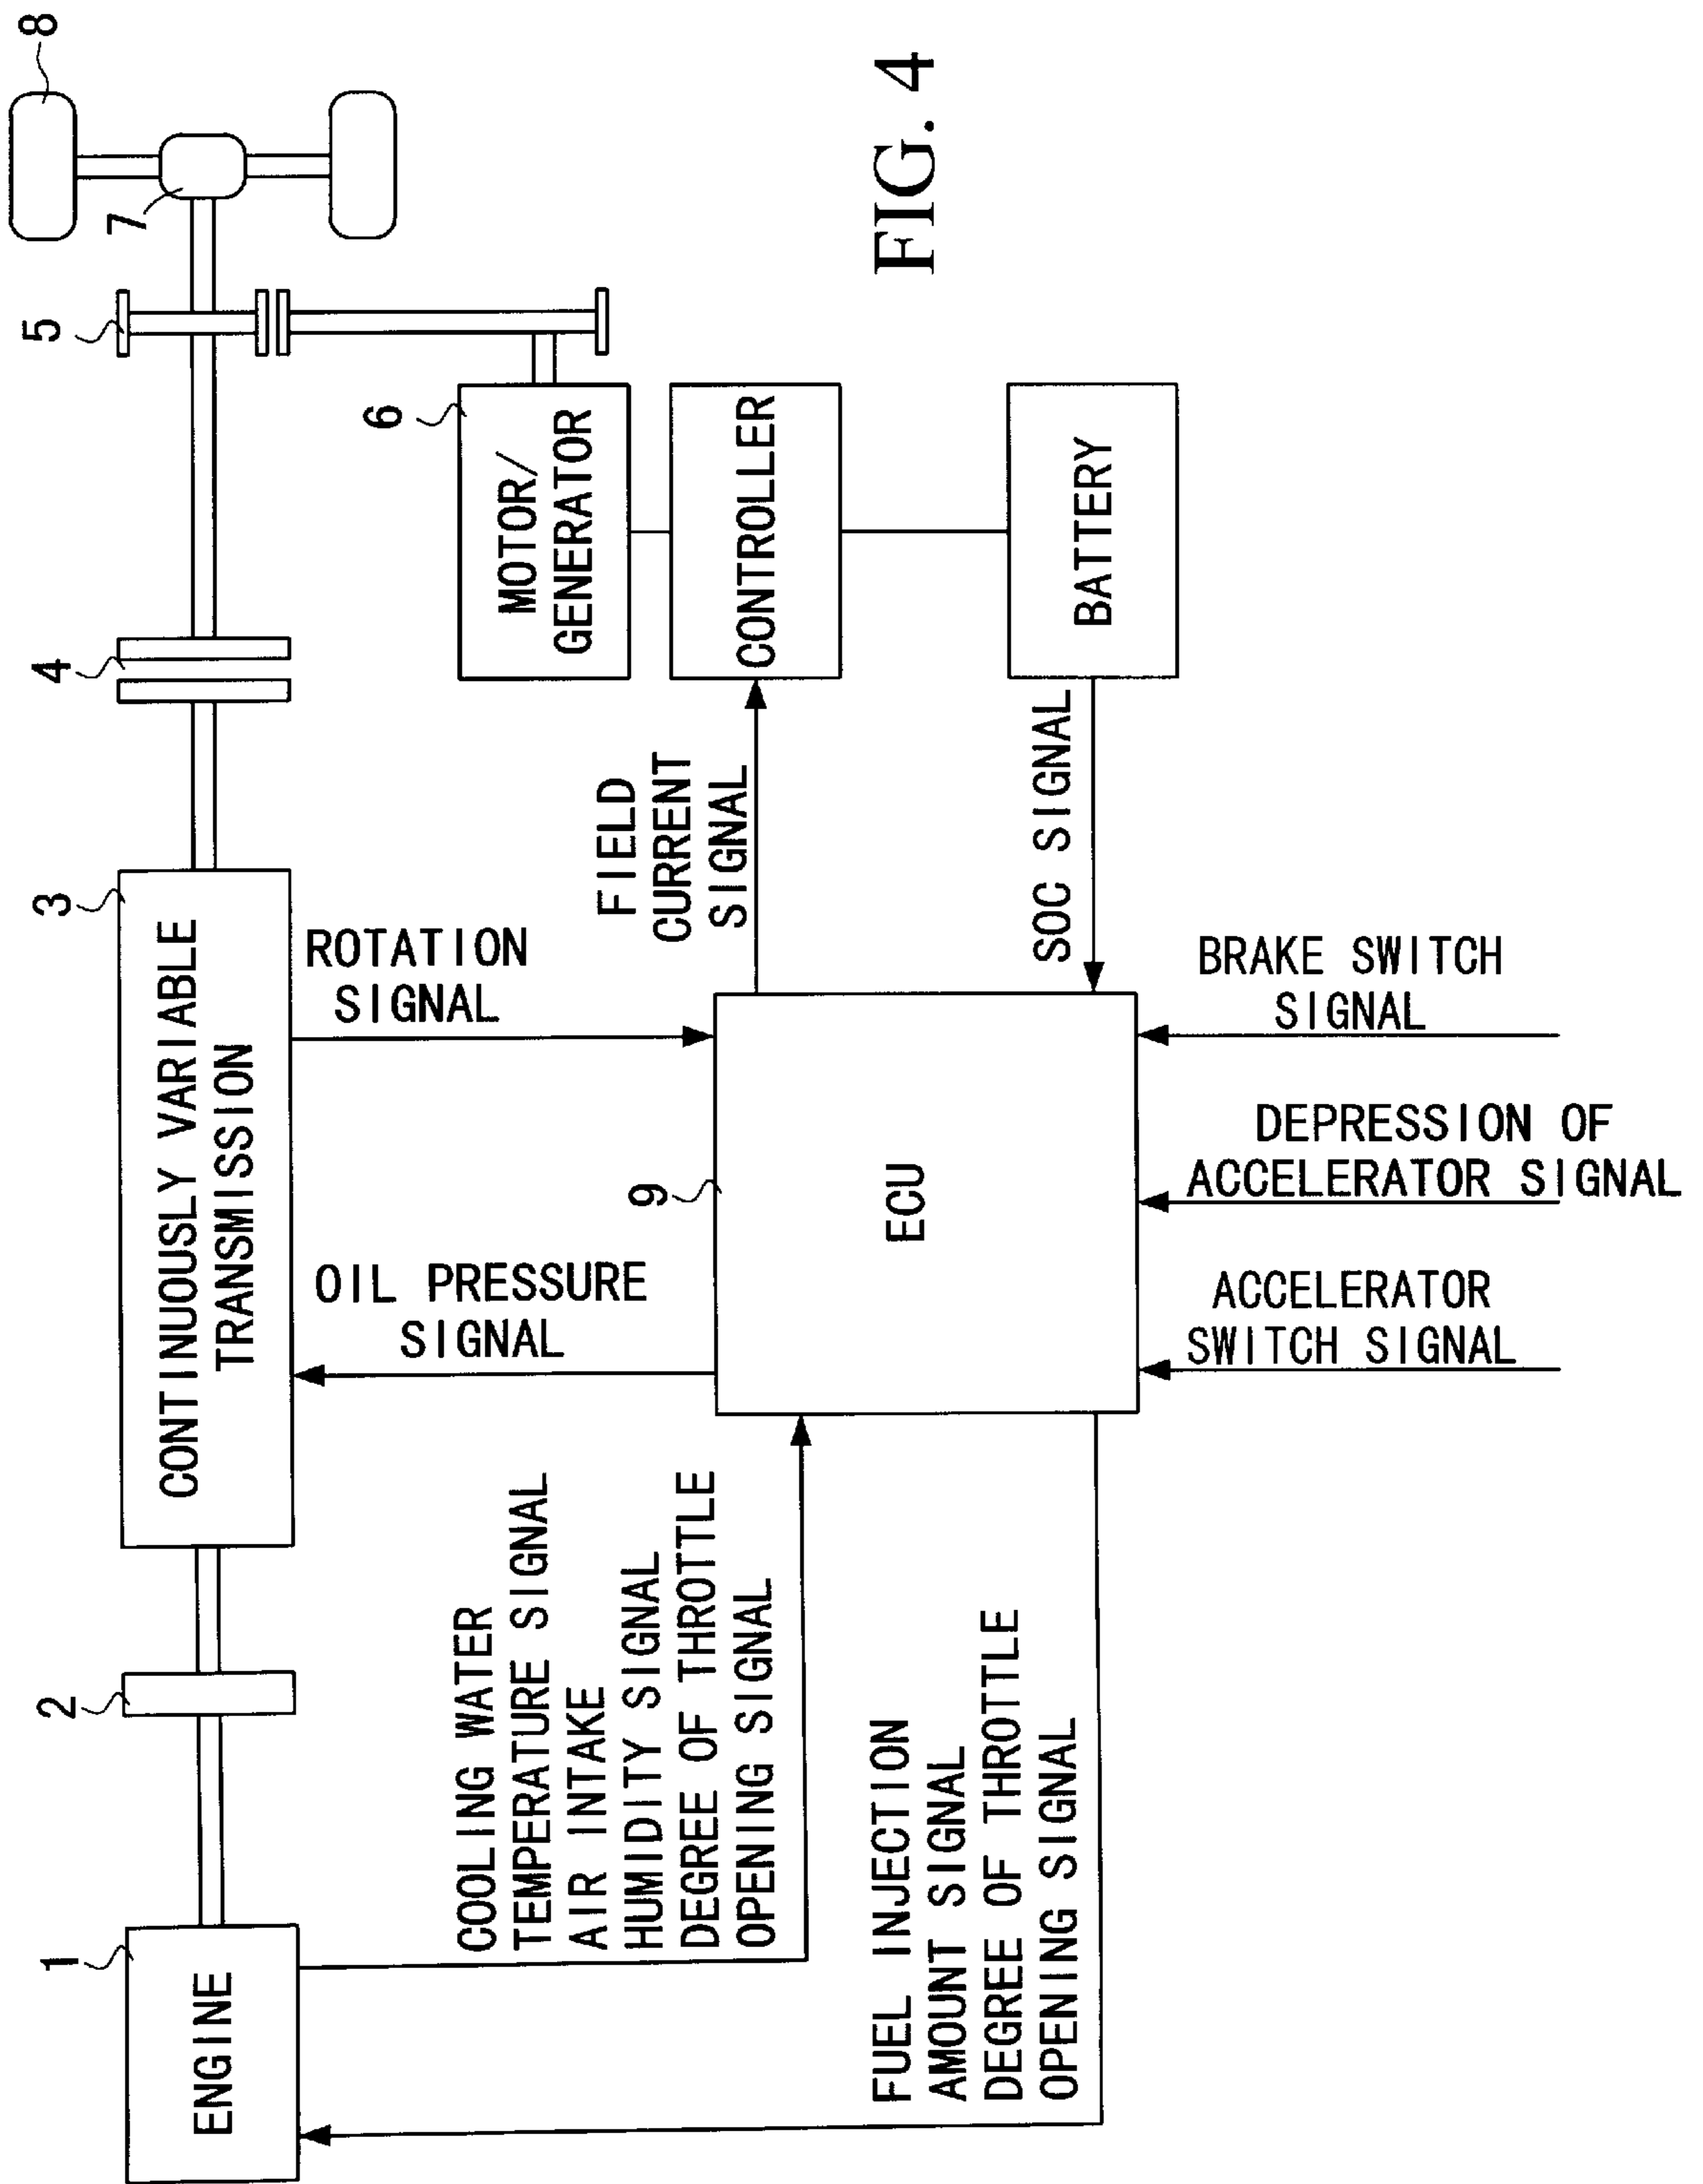 1
2
3
4
5
7
8
ENGINE
CONTINUOUSLY VARIABLE
TRANSMISSION
6
MOTOR/
GENERATOR
ROTATION
SIGNAL
OIL PRESSURE
SIGNAL
COOLING WATER
TEMPERATURE SIGNAL
AIR INTAKE
HUMIDITY SIGNAL
DEGREE OF THROTTLE
OPENING SIGNAL
FIELD
CURRENT
SIGNAL
CONTROLLER
9
ECU
SOC SIGNAL
BATTERY
FUEL INJECTION
AMOUNT SIGNAL
DEGREE OF THROTTLE
OPENING SIGNAL
BRAKE SWITCH
SIGNAL
DEPRESSION OF
ACCELERATOR SIGNAL
ACCELERATOR
SWITCH SIGNAL
FIG. 4